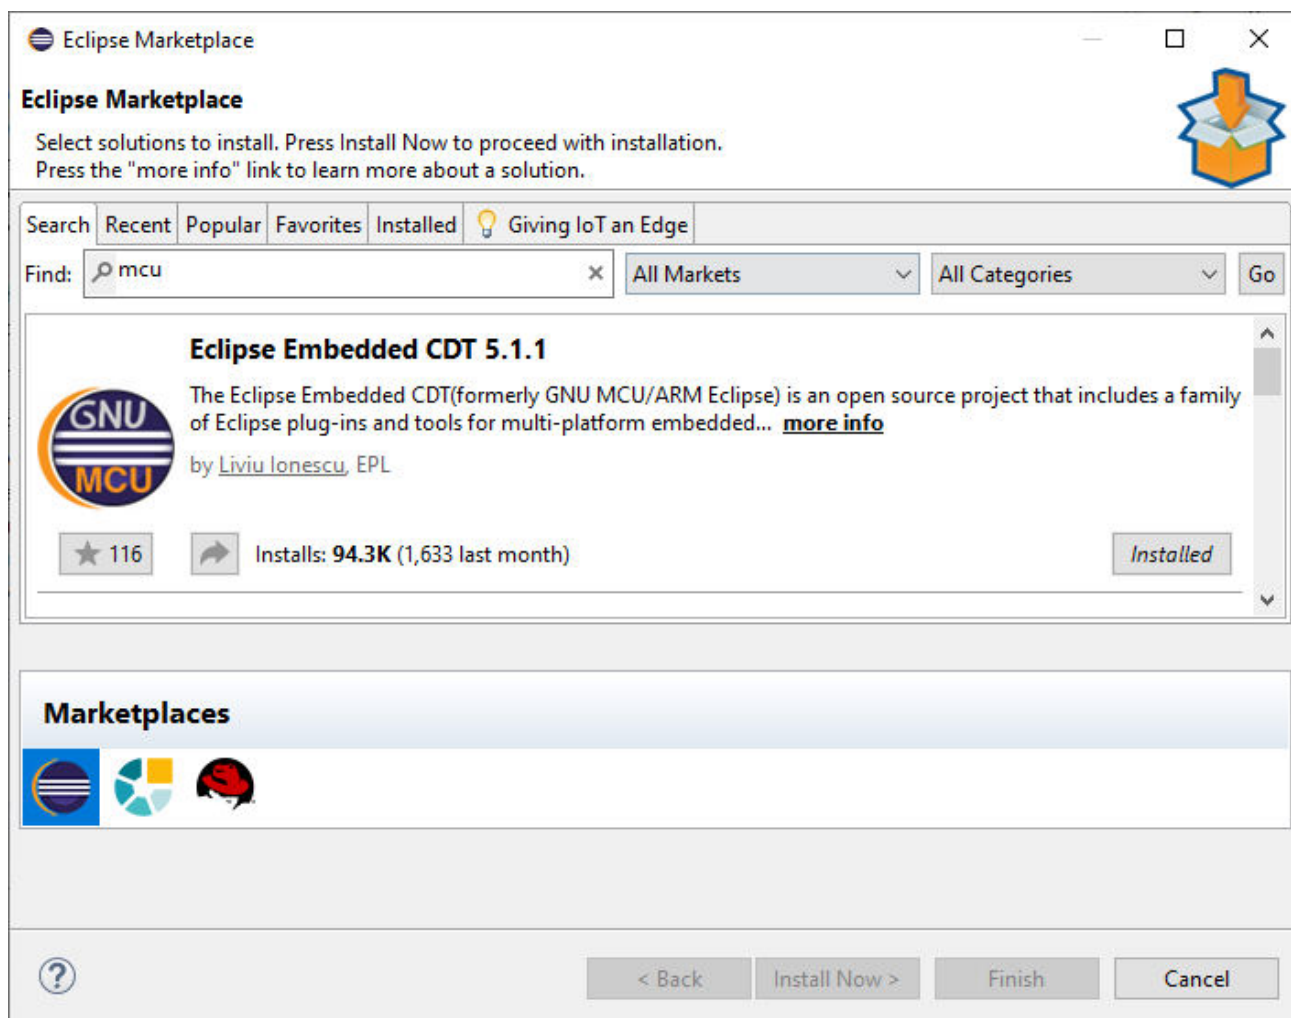 Eclipse Marketplace
Eclipse Marketplace
Select solutions to install. Press Install Now to proceed with installation.
Press the "more info" link to learn more about a solution.
Search Recent Popular Favorites Installed Giving IoT an Edge
Find: mcu All Markets All Categories Go
Eclipse Embedded CDT 5.1.1
The Eclipse Embedded CDT(formerly GNU MCU/ARM Eclipse) is an open source project that includes a family
of Eclipse plug-ins and tools for multi-platform embedded... more info
GNU
MCU
by Liviu Ionescu, EPL
116 Installs: 94.3K (1,633 last month) Installed
Marketplaces
? < Back Install Now > Finish Cancel